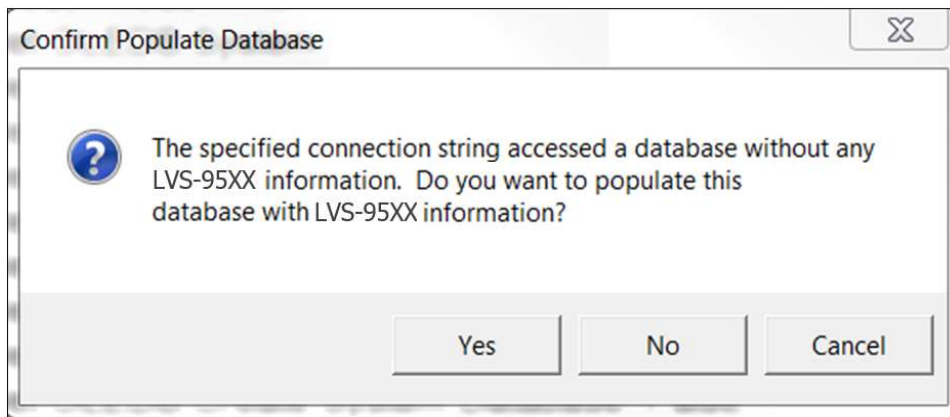 Confirm Populate Database
The specified connection string accessed a database without any
LVS-95XX information. Do you want to populate this
database with LVS-95XX information?
Yes No Cancel